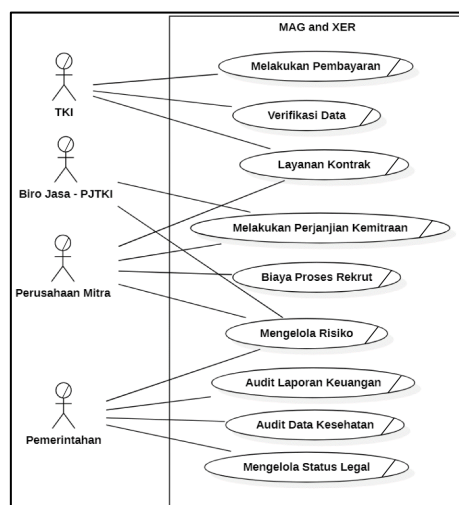 MAG and XER
Melakukan Pembayaran
TKI
Verifikasi Data
Layanan Kontrak
Biro Jasa - PJTKI
Melakukan Perjanjian Kemitraan
Biaya Proses Rekrut
Perusahaan Mitra
Mengelola Risiko
Audit Laporan Keuangan
Audit Data Kesehatan
Pemerintahan
Mengelola Status Legal